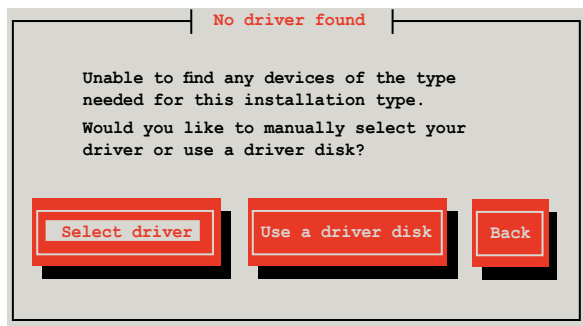 No driver found
Unable to find any devices of the type
needed for this installation type.
Would you like to manually select your
driver or use a driver disk?
Select driver
Use a driver disk
Back